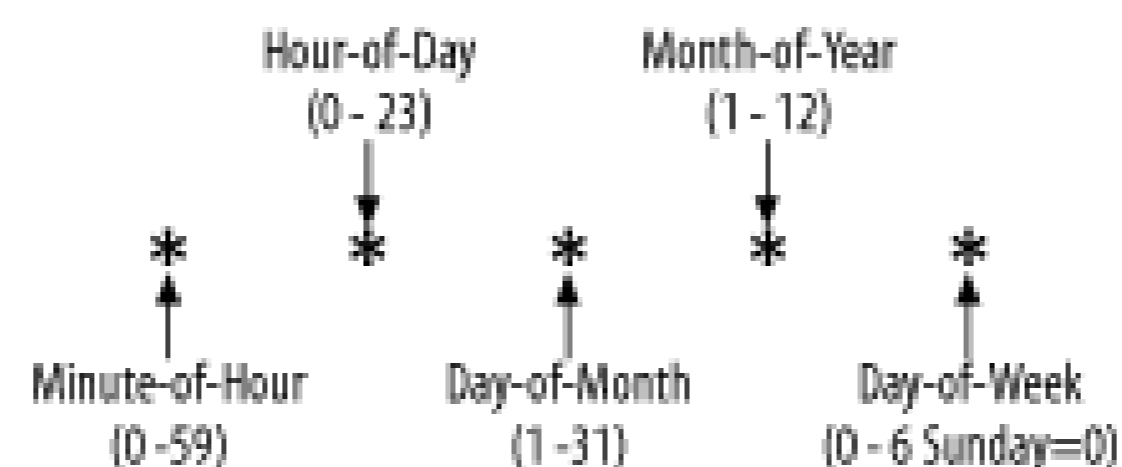 Hour-of-Day Month-of-Year
(0 - 23) (1 - 12)
* * * * *
Minute-of-Hour Day-of-Month Day-of-Week
(0 -59) (1 -31) (0 - 6 Sunday=0)